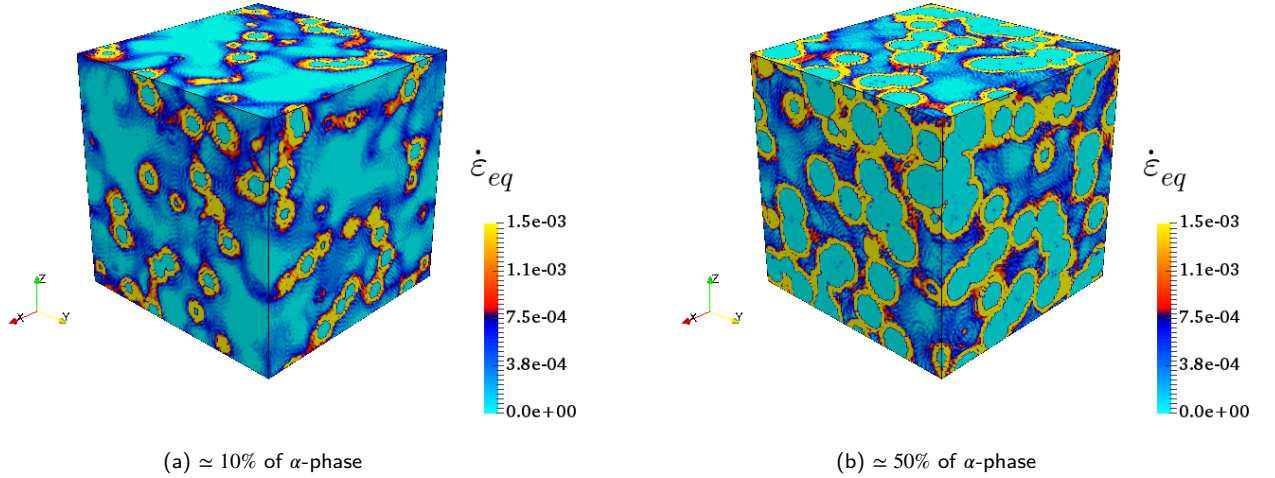 ε̇eq
1.5e-03
1.1e-03
7.5e-04
3.8e-04
0.0e+00
Z
X
Y
(a) ≃ 10% of α-phase
ε̇eq
1.5e-03
1.1e-03
7.5e-04
3.8e-04
0.0e+00
Z
X
Y
(b) ≃ 50% of α-phase